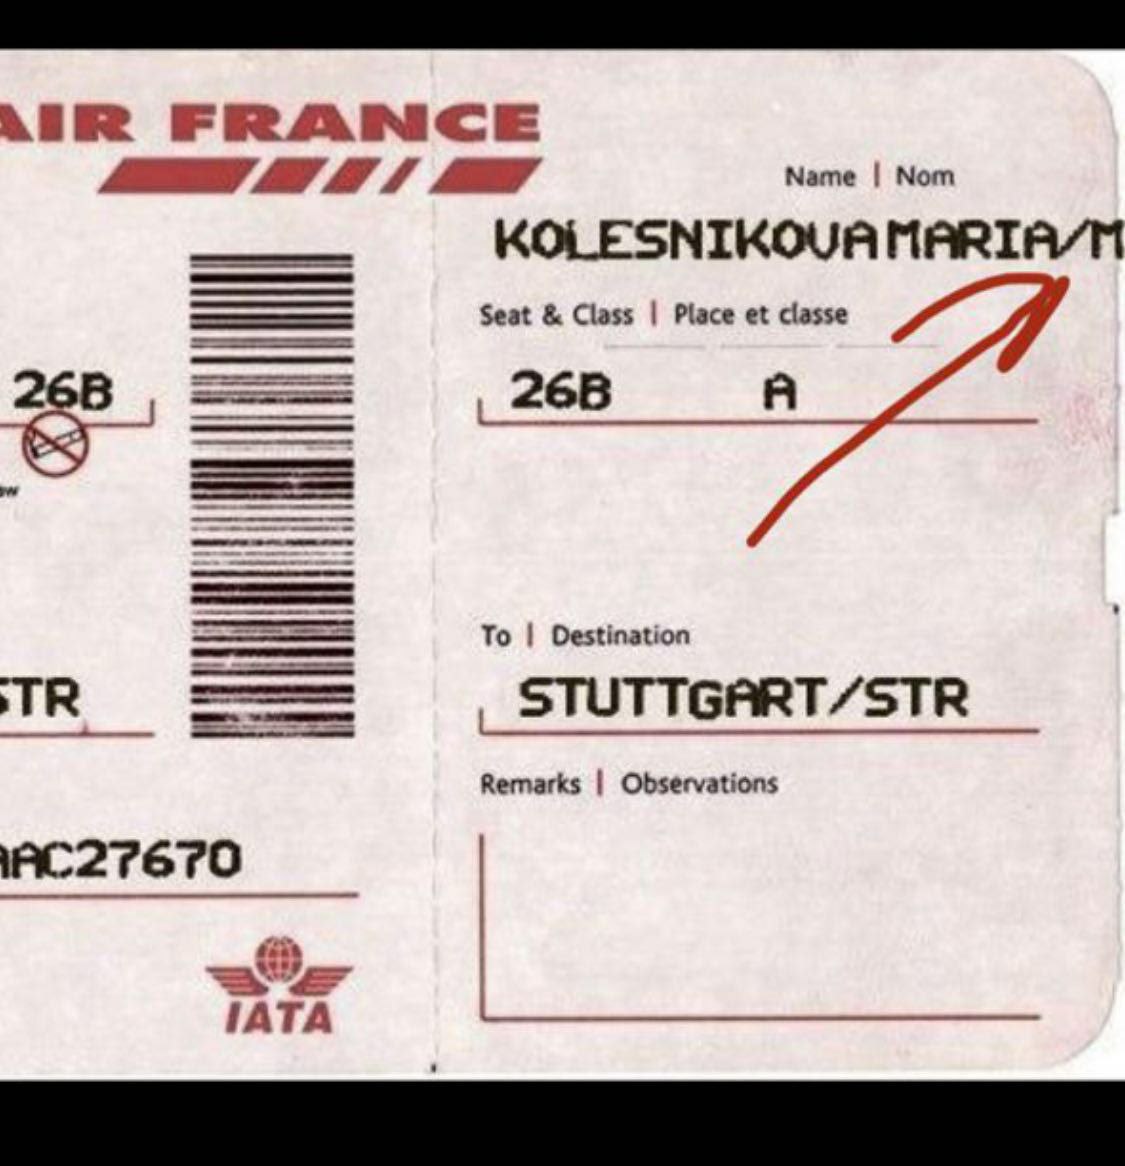 AIR FRANCE
Name | Nom
KOLESNIKOVA MARIA/M
Seat & Class | Place et classe
26B
26B A
To | Destination
STR
STUTTGART/STR
Remarks | Observations
AAC27670
IATA